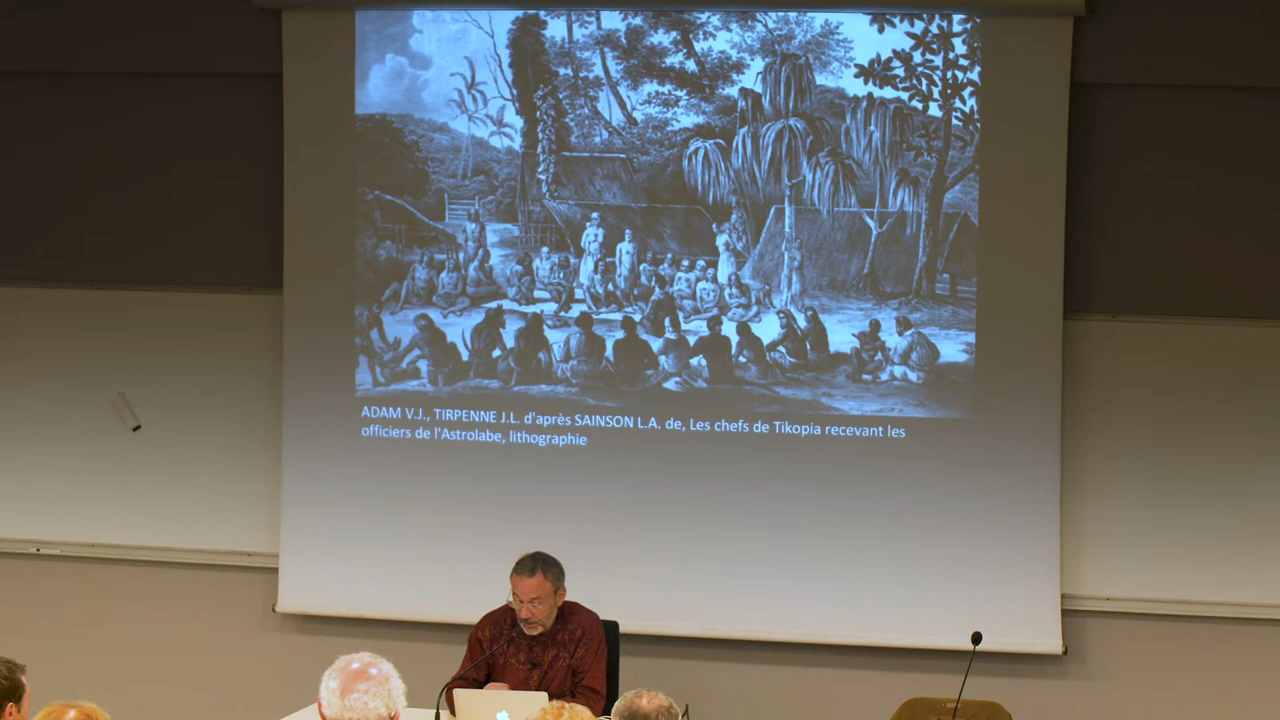 ADAM V.J., TIRPENNE J.L. d'après SAINSON L.A. de, Les chefs de Tikopia recevant les
officiers de l'Astrolabe, lithographie